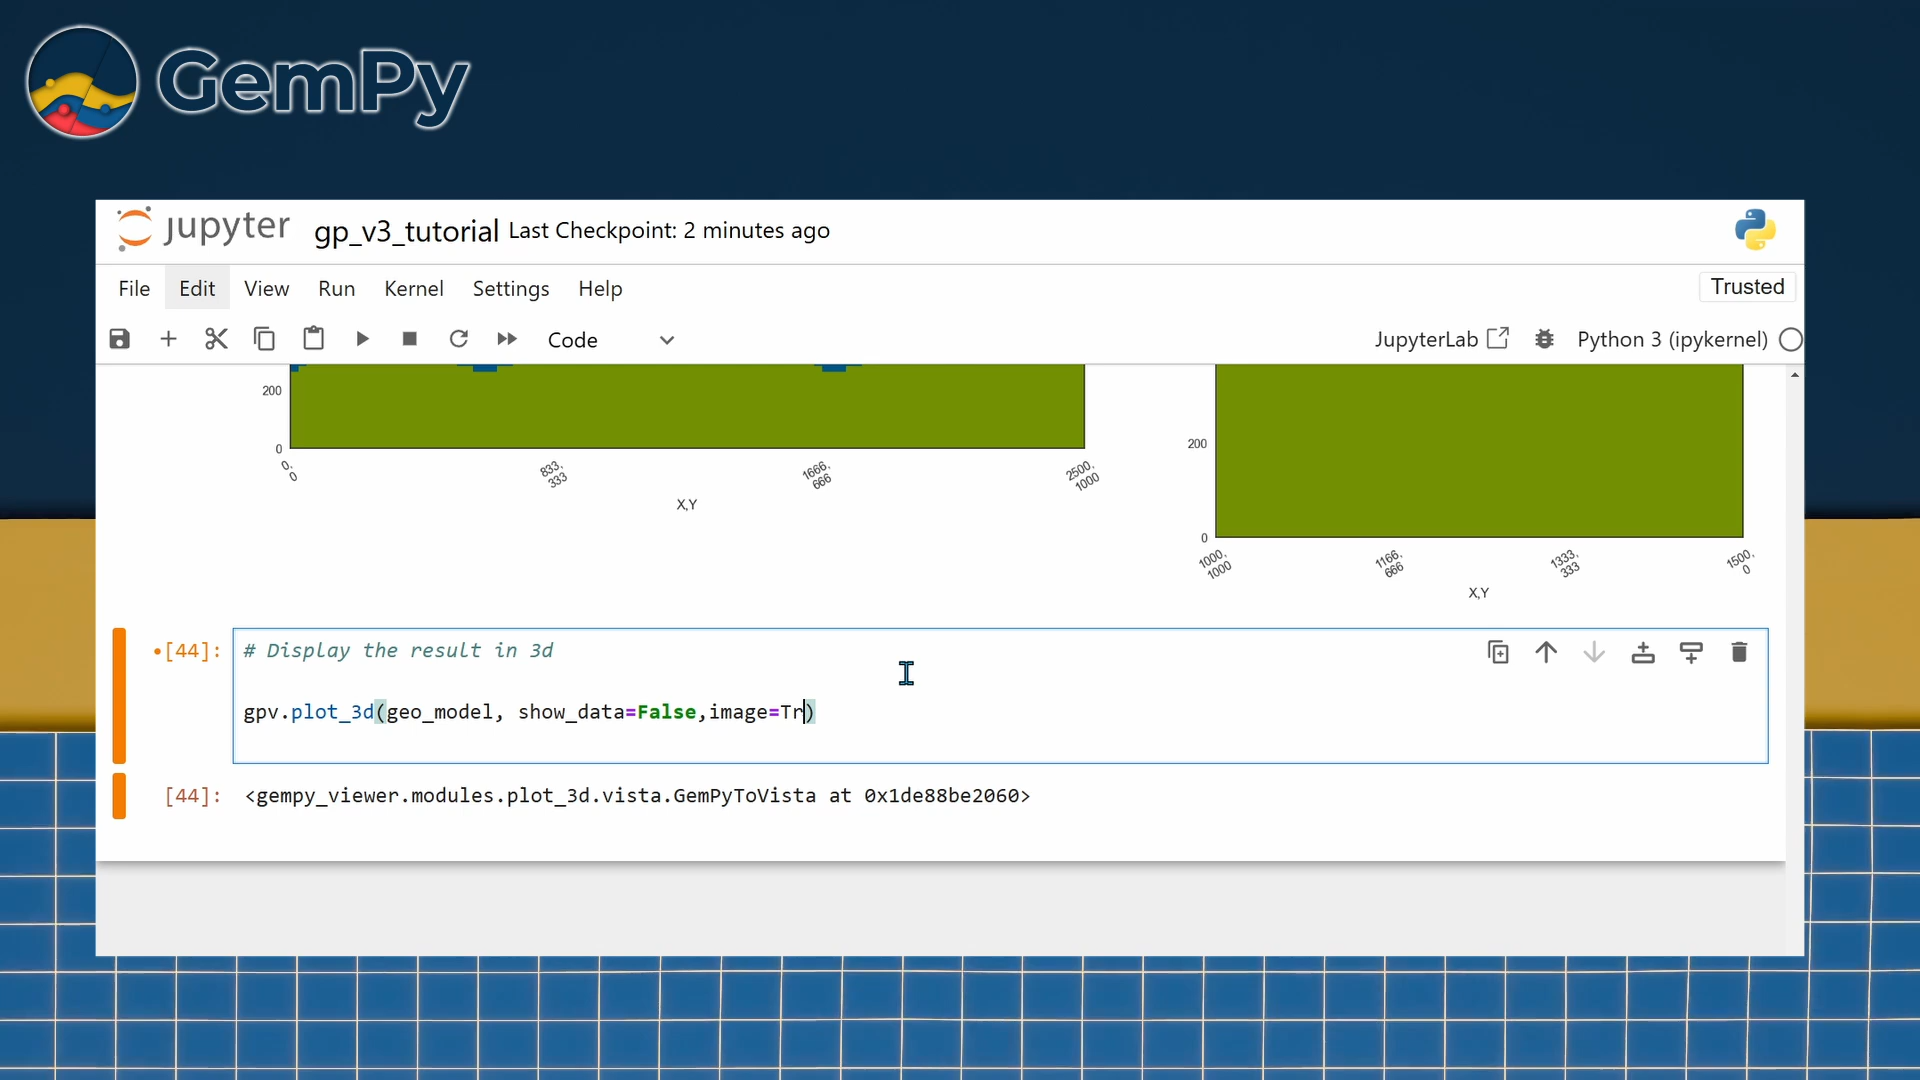 GemPy
jupyter gp_v3_tutorial Last Checkpoint: 2 minutes ago
File Edit View Run Kernel Settings Help Trusted
Code JupyterLab Python 3 (ipykernel)
200
0
0,
0
833,
333
1666,
666
2500,
1000
X,Y
200
0
1000,
1000
1166,
666
1333,
333
1500,
0
X,Y
•[44]: # Display the result in 3d
gpv.plot_3d(geo_model, show_data=False,image=Tr)
[44]: <gempy_viewer.modules.plot_3d.vista.GemPyToVista at 0x1de88be2060>